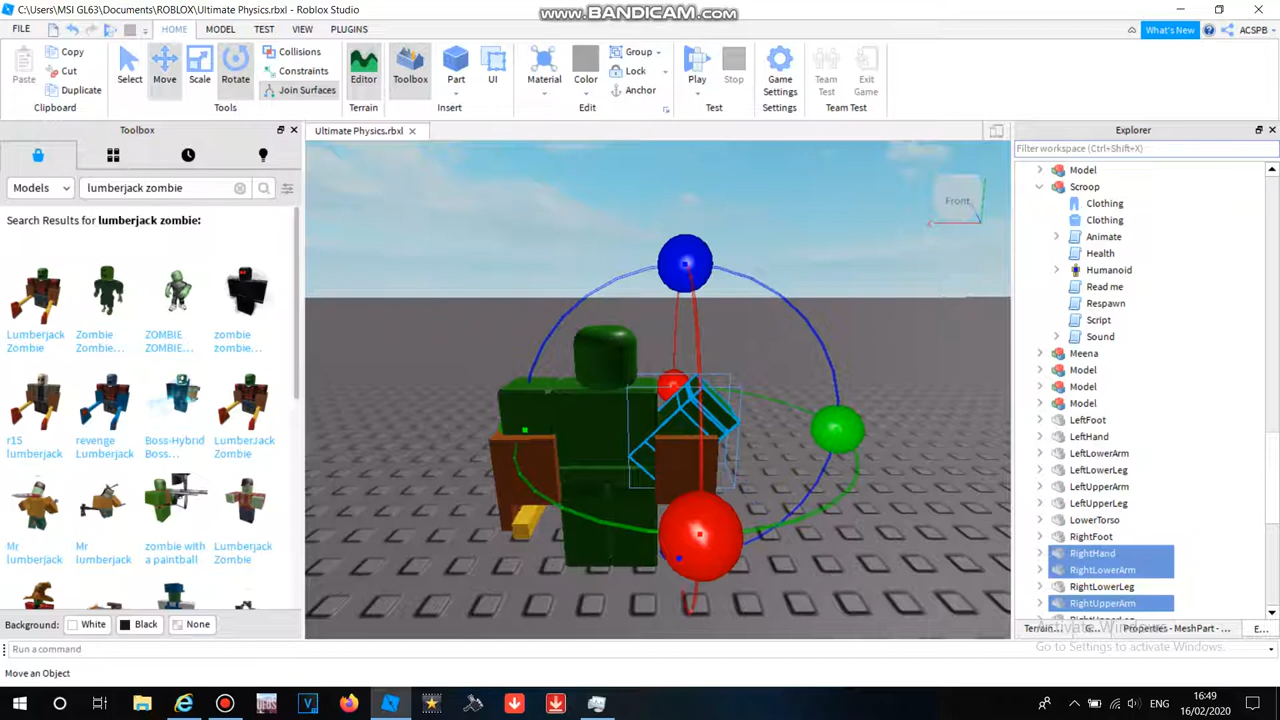 C:\Users\MSI GL63\Documents\ROBLOX\Ultimate Physics.rbxl - Roblox Studio
www.BANDICAM.com
FILE
HOME
MODEL
TEST
VIEW
PLUGINS
What's New
ACSPB
Paste
Copy
Cut
Duplicate
Clipboard
Select
Move
Scale
Rotate
Collisions
Constraints
Join Surfaces
Tools
Editor
Terrain
Toolbox
Part
UI
Insert
Material
Color
Group
Lock
Anchor
Edit
Play
Stop
Test
Game Settings
Settings
Team Test
Exit Game
Team Test
Toolbox
Models
lumberjack zombie
Search Results for lumberjack zombie:
Lumberjack Zombie
Zombie Zombie...
ZOMBIE ZOMBIE...
zombie zombie...
r15 lumberjack
revenge Lumberjack
Boss-Hybrid Boss...
LumberJack Zombie
Mr lumberjack
Mr lumberjack
zombie with a paintball
Lumberjack Zombie
Background:
White
Black
None
Ultimate Physics.rbxl
Front
Explorer
Filter workspace (Ctrl+Shift+X)
Model
Scroop
Clothing
Clothing
Animate
Health
Humanoid
Read me
Respawn
Script
Sound
Meena
Model
Model
Model
LeftFoot
LeftHand
LeftLowerArm
LeftLowerLeg
LeftUpperArm
LeftUpperLeg
LowerTorso
RightFoot
RightHand
RightLowerArm
RightLowerLeg
RightUpperArm
Terrain...
Properties - MeshPart - ...
E...
Activate Windows
Go to Settings to activate Windows.
Run a command
Move an Object
ENG
16:49
16/02/2020